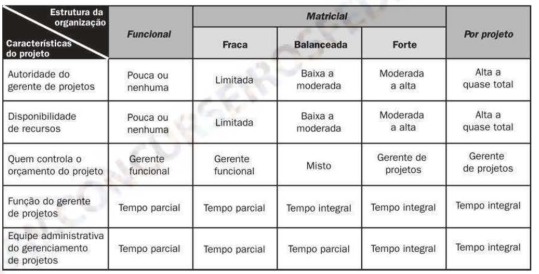 Estrutura da
organização
Características
do projeto
Funcional
Matricial
Por projeto
Fraca
Balanceada
Forte
Autoridade do
gerente de projetos
Pouca ou
nenhuma
Limitada
Baixa a
moderada
Moderada
a alta
Alta a
quase total
Disponibilidade
de recursos
Pouca ou
nenhuma
Limitada
Baixa a
moderada
Moderada
a alta
Alta a
quase total
Quem controla o
orçamento do projeto
Gerente
funcional
Gerente
funcional
Misto
Gerente de
projetos
Gerente
de projetos
Função do gerente
de projetos
Tempo parcial
Tempo parcial
Tempo integral
Tempo integral
Tempo integral
Equipe administrativa
do gerenciamento
de projetos
Tempo parcial
Tempo parcial
Tempo parcial
Tempo integral
Tempo integral